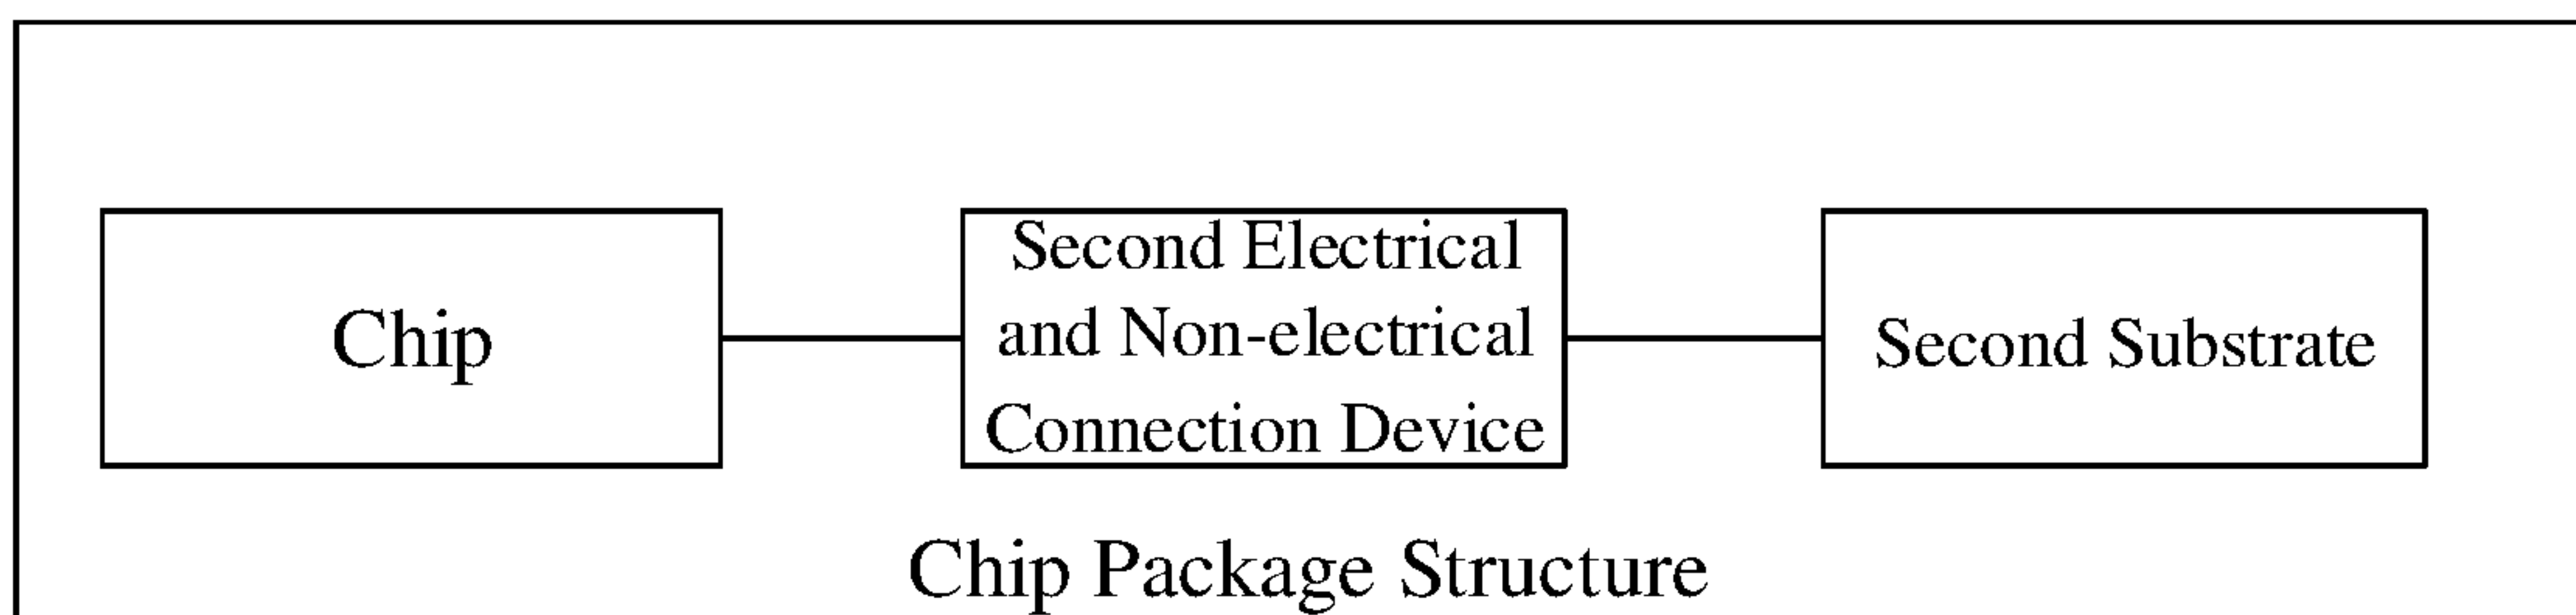 Chip
Second Electrical
and Non-electrical
Connection Device
Second Substrate
Chip Package Structure